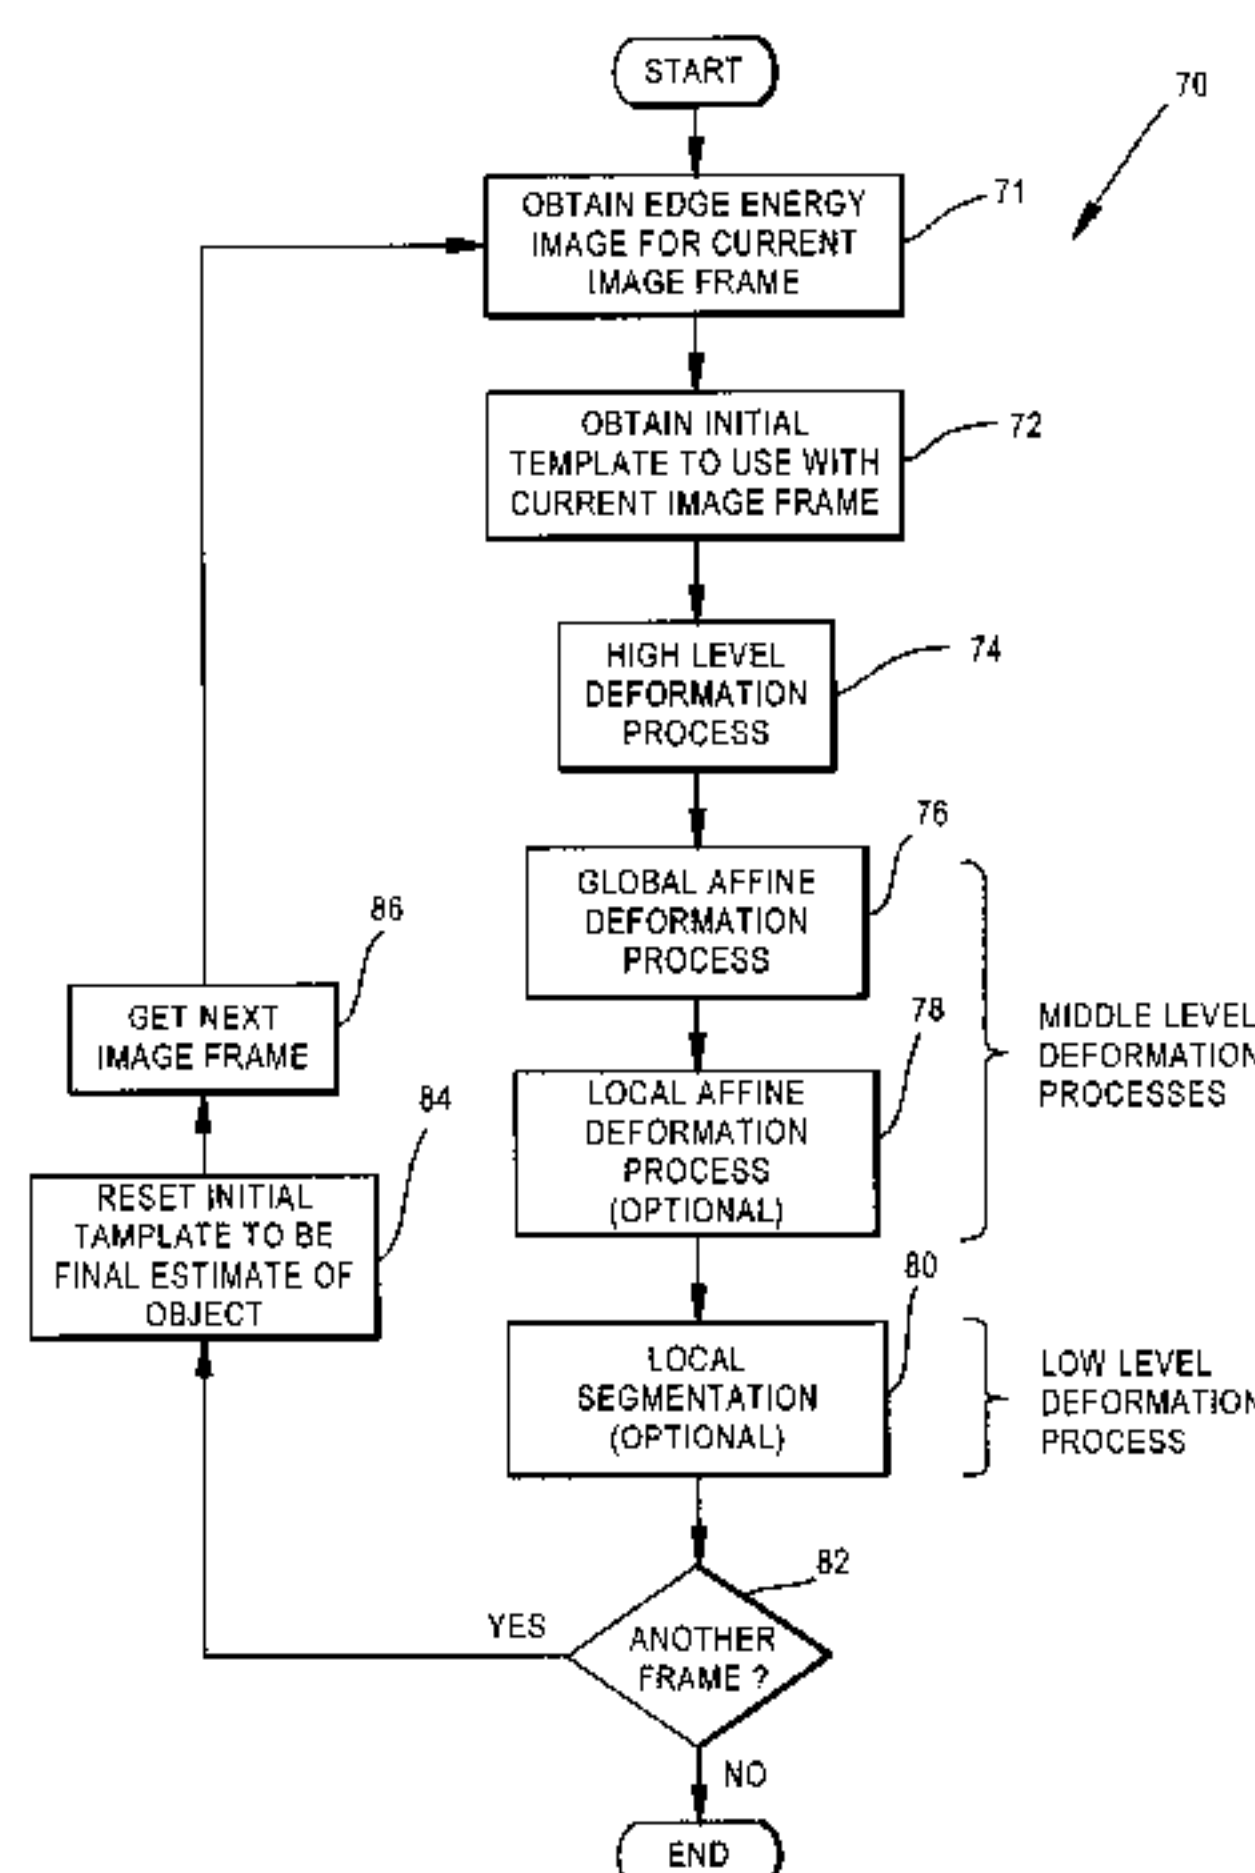 START
70
OBTAIN EDGE ENERGY
IMAGE FOR CURRENT
IMAGE FRAME
71
OBTAIN INITIAL
TEMPLATE TO USE WITH
CURRENT IMAGE FRAME
72
HIGH LEVEL
DEFORMATION
PROCESS
74
GLOBAL AFFINE
DEFORMATION
PROCESS
76
LOCAL AFFINE
DEFORMATION
PROCESS
(OPTIONAL)
78
MIDDLE LEVEL
DEFORMATION
PROCESSES
LOCAL
SEGMENTATION
(OPTIONAL)
80
LOW LEVEL
DEFORMATION
PROCESS
ANOTHER
FRAME ?
82
YES
NO
RESET INITIAL
TAMPLATE TO BE
FINAL ESTIMATE OF
OBJECT
84
GET NEXT
IMAGE FRAME
86
END